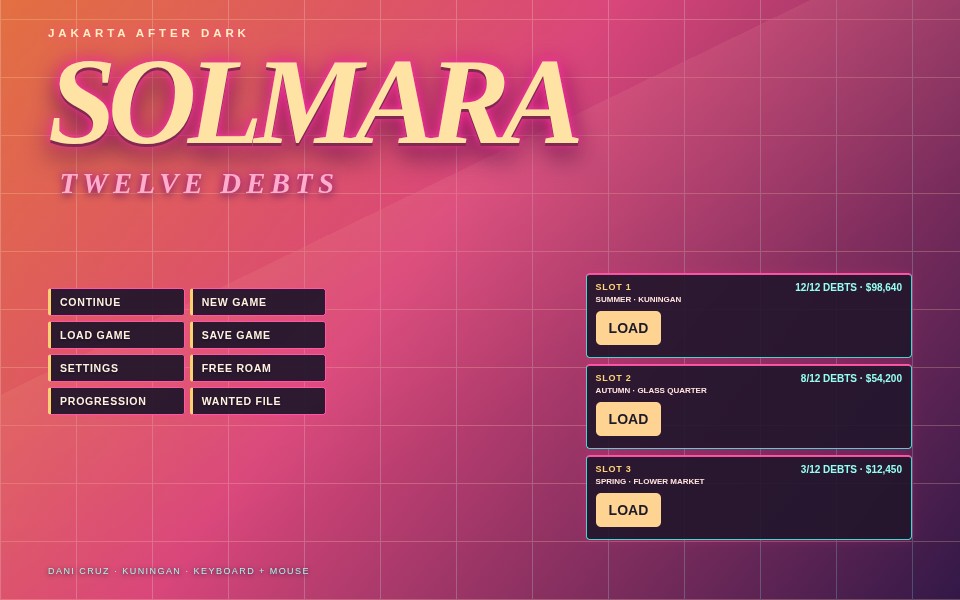 JAKARTA AFTER DARK
SOLMARA
TWELVE DEBTS
CONTINUE
NEW GAME
LOAD GAME
SAVE GAME
SETTINGS
FREE ROAM
PROGRESSION
WANTED FILE
SLOT 1
12/12 DEBTS · $98,640
SUMMER · KUNINGAN
LOAD
SLOT 2
8/12 DEBTS · $54,200
AUTUMN · GLASS QUARTER
LOAD
SLOT 3
3/12 DEBTS · $12,450
SPRING · FLOWER MARKET
LOAD
DANI CRUZ · KUNINGAN · KEYBOARD + MOUSE